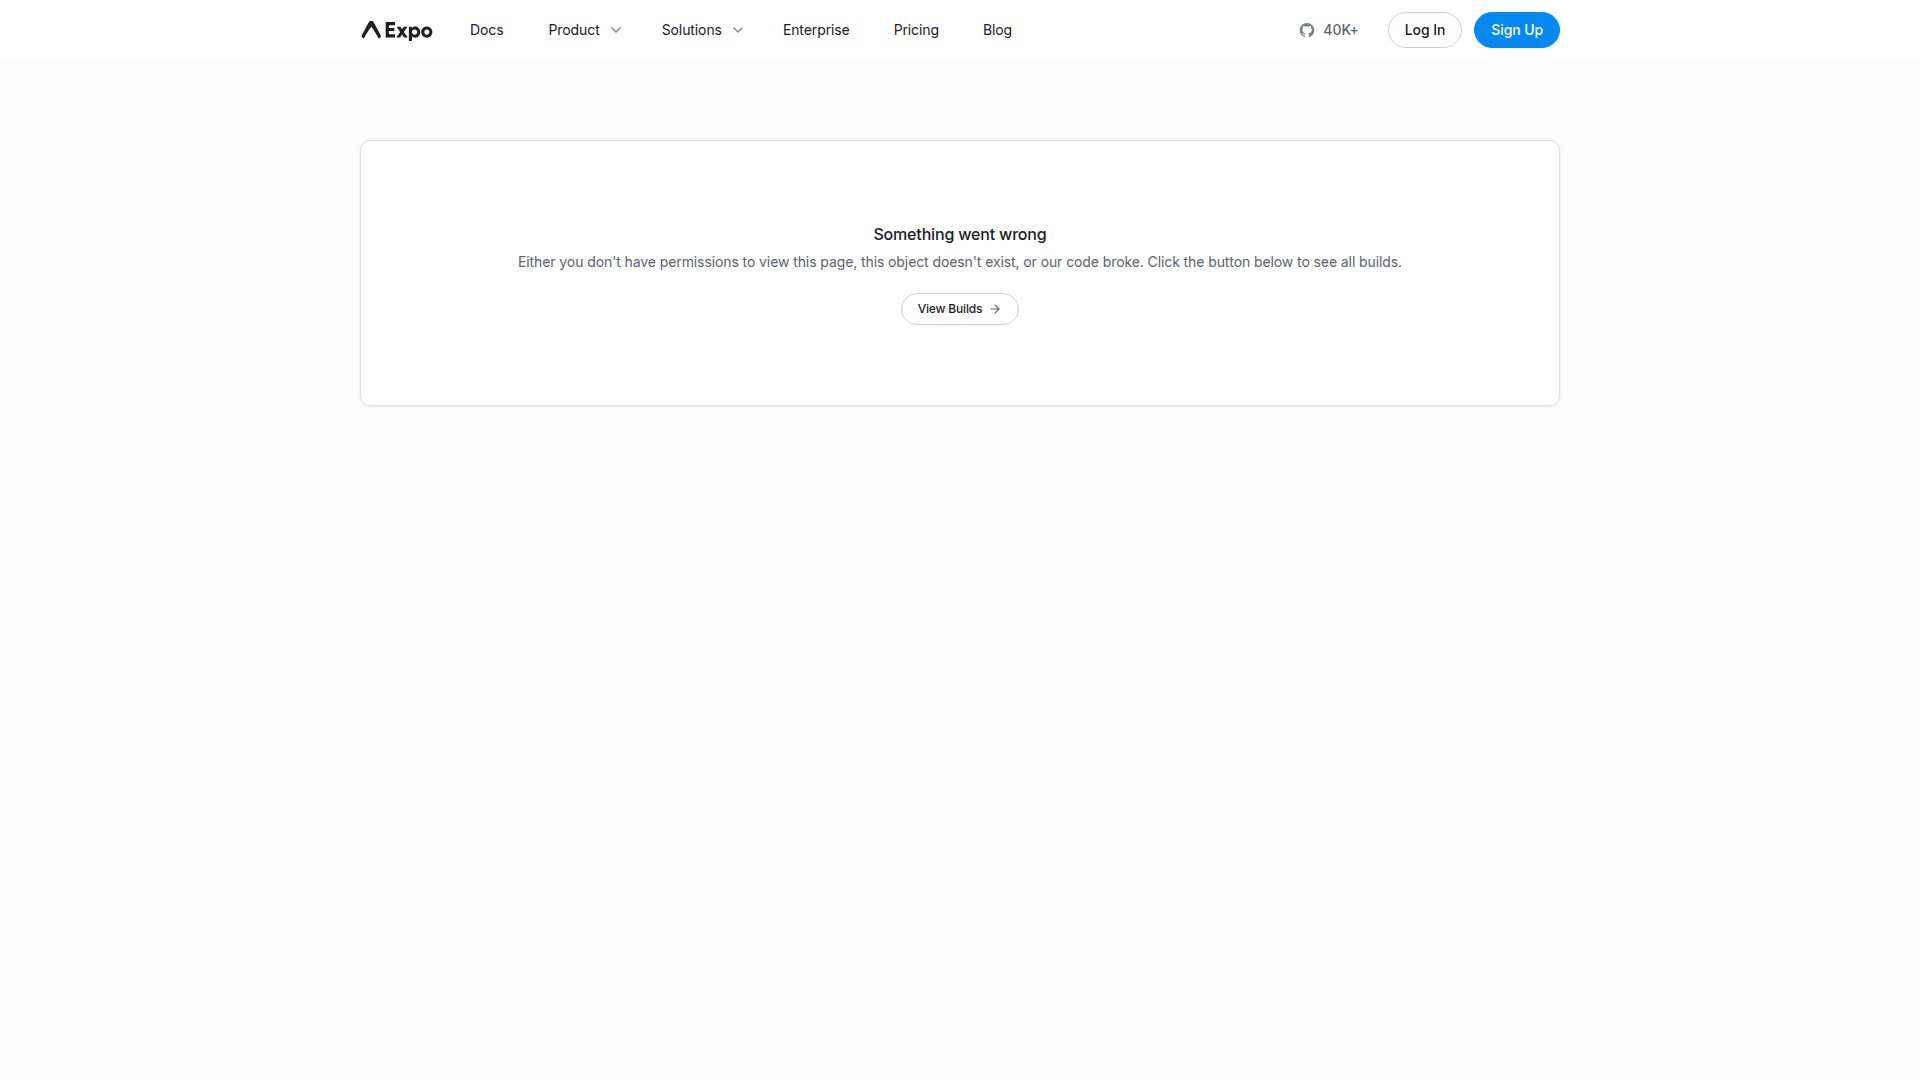 Expo
Docs
Product
Solutions
Enterprise
Pricing
Blog
40K+
Log In
Sign Up
Something went wrong
Either you don't have permissions to view this page, this object doesn't exist, or our code broke. Click the button below to see all builds.
View Builds